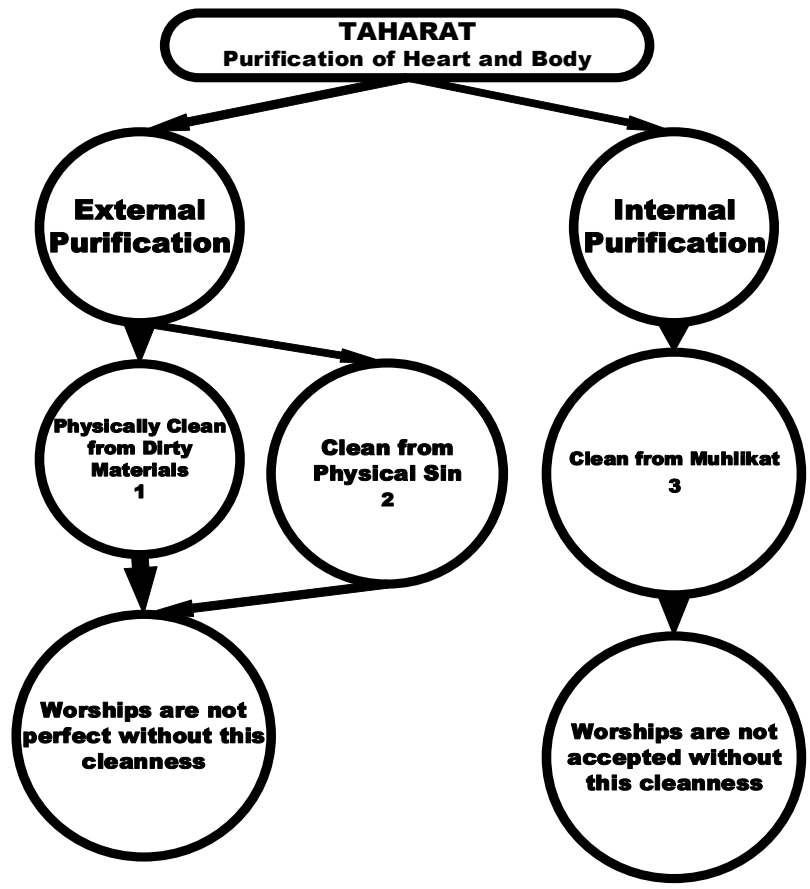 TAHARAT
Purification of Heart and Body
External
Purification
Internal
Purification
Physically Clean
from Dirty
Materials
1
Clean from
Physical Sin
2
Clean from Muhlikat
3
Worships are not
perfect without this
cleanness
Worships are not
accepted without
this cleanness